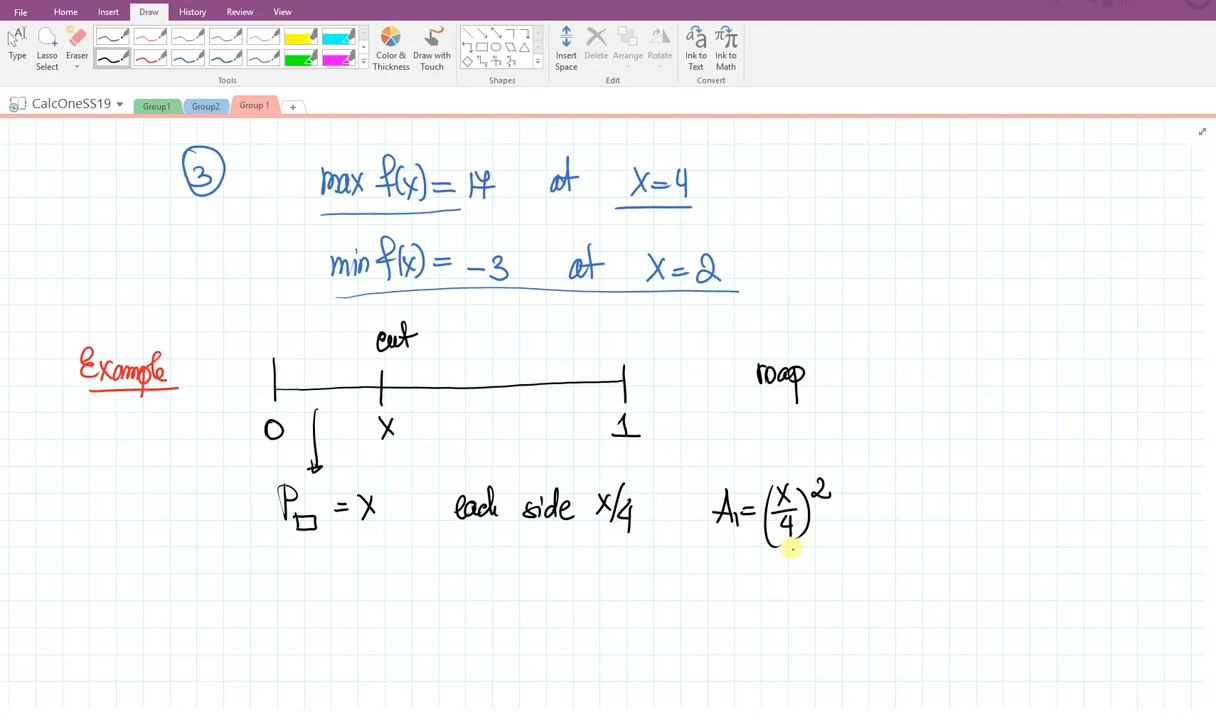 File Home Insert Draw History Review View
Type Lasso Select Eraser Color & Thickness Draw with Touch Insert Space Delete Arrange Rotate Ink to Text Ink to Math
Tools Shapes Edit Convert
CalcOneSS19 Group1 Group2 Group 1 +
3 max f(x) = 17 at x=4
min f(x) = -3 at x=2
cut
Example
0 x 1
P□ = x each side x/4 A₁ = (x/4)²